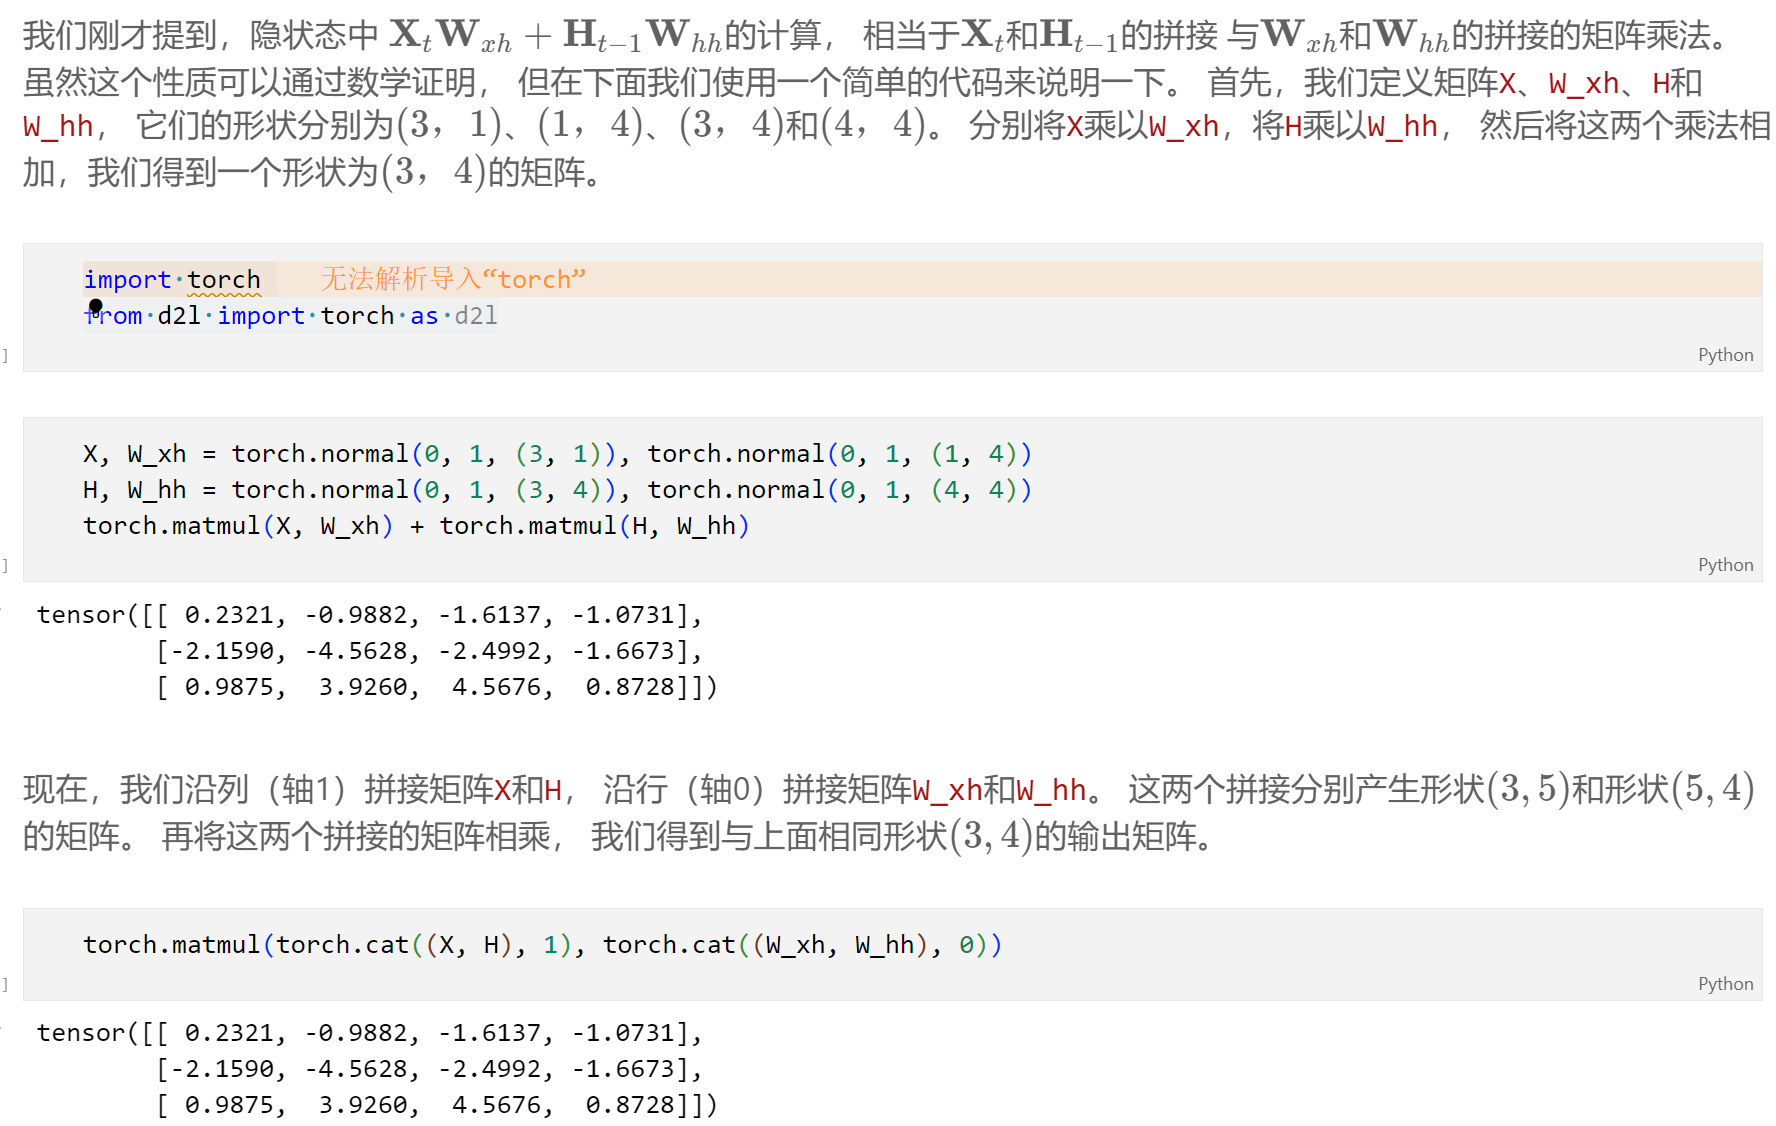 我们刚才提到，隐状态中 $\mathbf{X}_t\mathbf{W}_{xh} + \mathbf{H}_{t-1}\mathbf{W}_{hh}$的计算， 相当于$\mathbf{X}_t$和$\mathbf{H}_{t-1}$的拼接 与$\mathbf{W}_{xh}$和$\mathbf{W}_{hh}$的拼接的矩阵乘法。
虽然这个性质可以通过数学证明， 但在下面我们使用一个简单的代码来说明一下。 首先，我们定义矩阵X、W_xh、H和
W_hh， 它们的形状分别为(3，1)、(1，4)、(3，4)和(4，4)。 分别将X乘以W_xh，将H乘以W_hh， 然后将这两个乘法相
加，我们得到一个形状为(3，4)的矩阵。
import·torch 无法解析导入“torch”
from·d2l·import·torch·as·d2l
]
Python
X, W_xh = torch.normal(0, 1, (3, 1)), torch.normal(0, 1, (1, 4))
H, W_hh = torch.normal(0, 1, (3, 4)), torch.normal(0, 1, (4, 4))
torch.matmul(X, W_xh) + torch.matmul(H, W_hh)
]
Python
tensor([[ 0.2321, -0.9882, -1.6137, -1.0731],
[-2.1590, -4.5628, -2.4992, -1.6673],
[ 0.9875,  3.9260,  4.5676,  0.8728]])
现在，我们沿列（轴1）拼接矩阵X和H， 沿行（轴0）拼接矩阵W_xh和W_hh。 这两个拼接分别产生形状(3, 5)和形状(5, 4)
的矩阵。 再将这两个拼接的矩阵相乘， 我们得到与上面相同形状(3, 4)的输出矩阵。
torch.matmul(torch.cat((X, H), 1), torch.cat((W_xh, W_hh), 0))
]
Python
tensor([[ 0.2321, -0.9882, -1.6137, -1.0731],
[-2.1590, -4.5628, -2.4992, -1.6673],
[ 0.9875,  3.9260,  4.5676,  0.8728]])